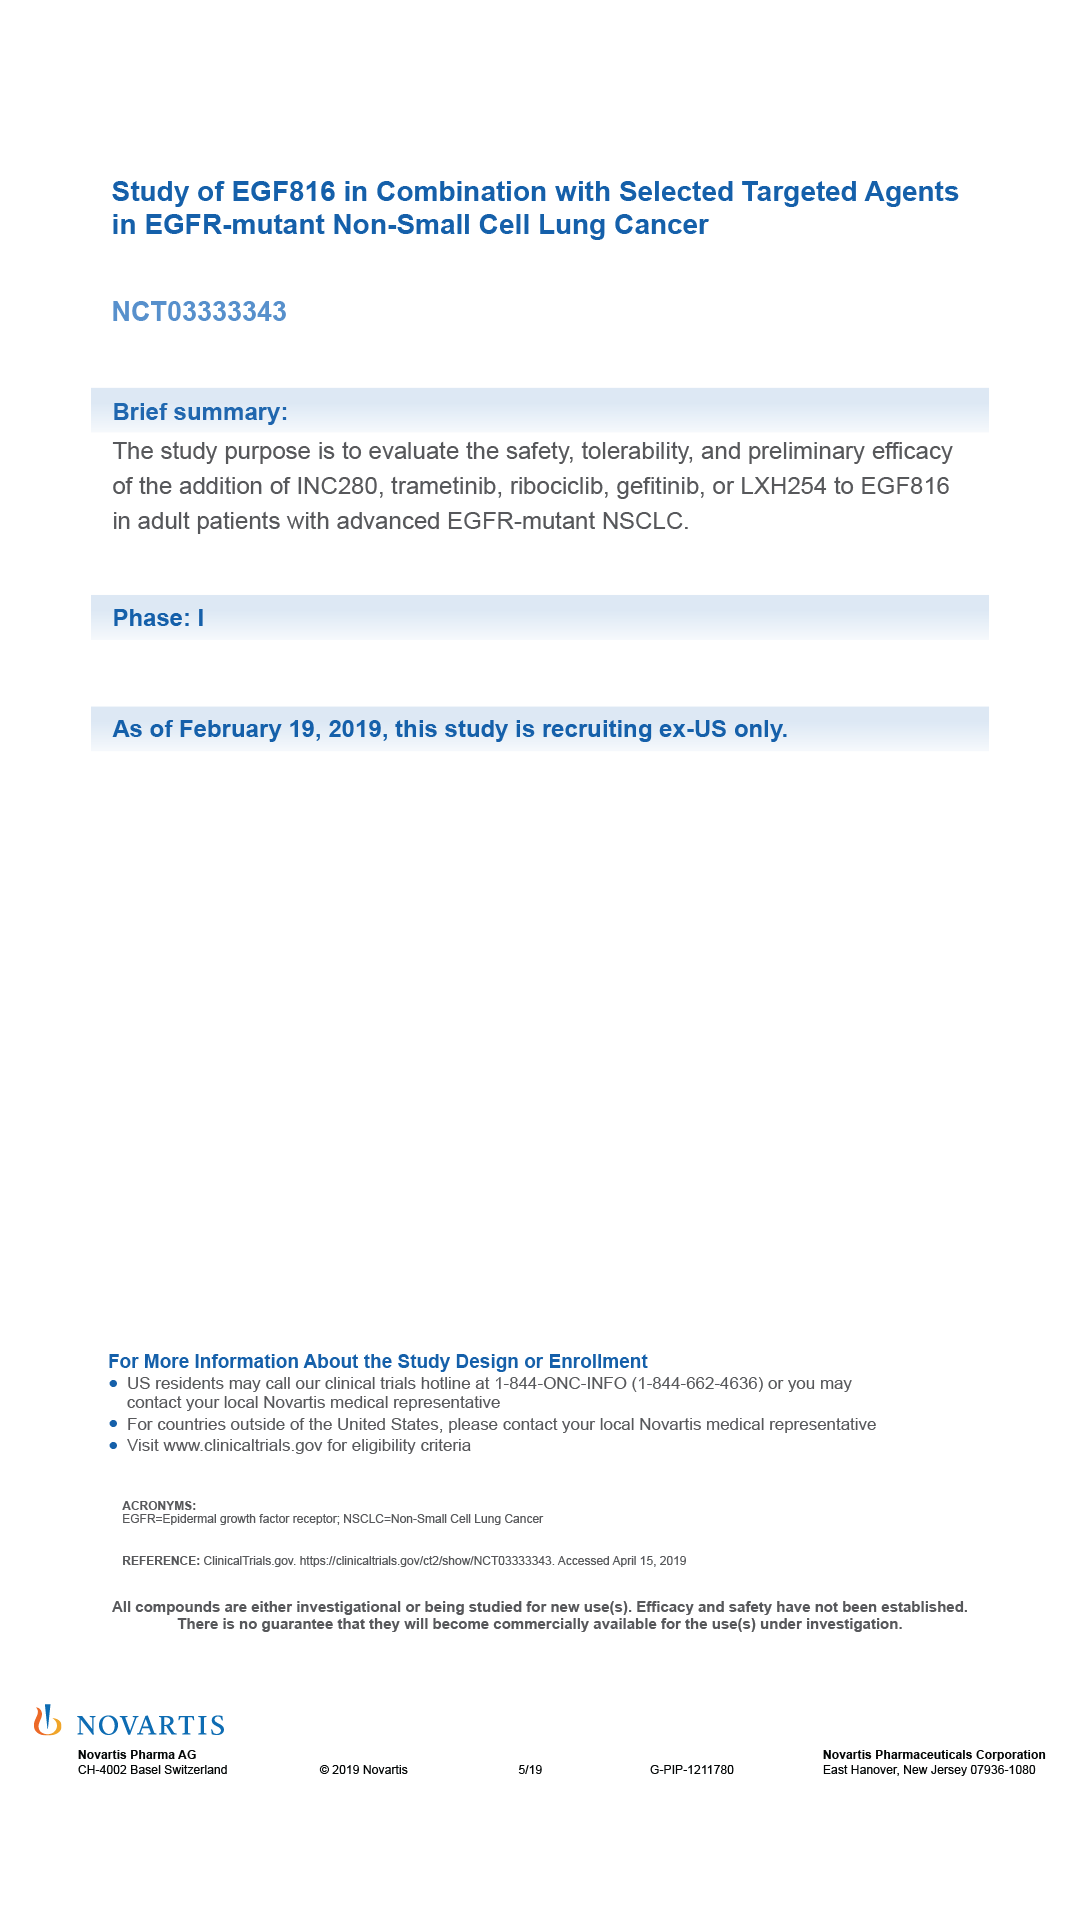 Study of EGF816 in Combination with Selected Targeted Agents
in EGFR-mutant Non-Small Cell Lung Cancer
NCT03333343
Brief summary:
The study purpose is to evaluate the safety, tolerability, and preliminary efficacy
of the addition of INC280, trametinib, ribociclib, gefitinib, or LXH254 to EGF816
in adult patients with advanced EGFR-mutant NSCLC.
Phase: I
As of February 19, 2019, this study is recruiting ex-US only.
For More Information About the Study Design or Enrollment
● US residents may call our clinical trials hotline at 1-844-ONC-INFO (1-844-662-4636) or you may
contact your local Novartis medical representative
● For countries outside of the United States, please contact your local Novartis medical representative
● Visit www.clinicaltrials.gov for eligibility criteria
ACRONYMS:
EGFR=Epidermal growth factor receptor; NSCLC=Non-Small Cell Lung Cancer
REFERENCE: ClinicalTrials.gov. https://clinicaltrials.gov/ct2/show/NCT03333343. Accessed April 15, 2019
All compounds are either investigational or being studied for new use(s). Efficacy and safety have not been established.
There is no guarantee that they will become commercially available for the use(s) under investigation.
NOVARTIS
Novartis Pharma AG
CH-4002 Basel Switzerland
© 2019 Novartis
5/19
G-PIP-1211780
Novartis Pharmaceuticals Corporation
East Hanover, New Jersey 07936-1080